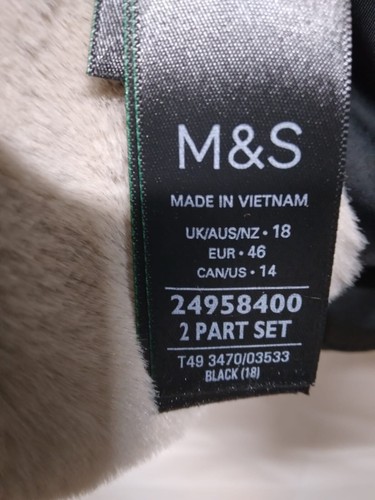 M&S
MADE IN VIETNAM
UK/AUS/NZ • 18
EUR • 46
CAN/US • 14
24958400
2 PART SET
T49 3470/03533
BLACK (18)